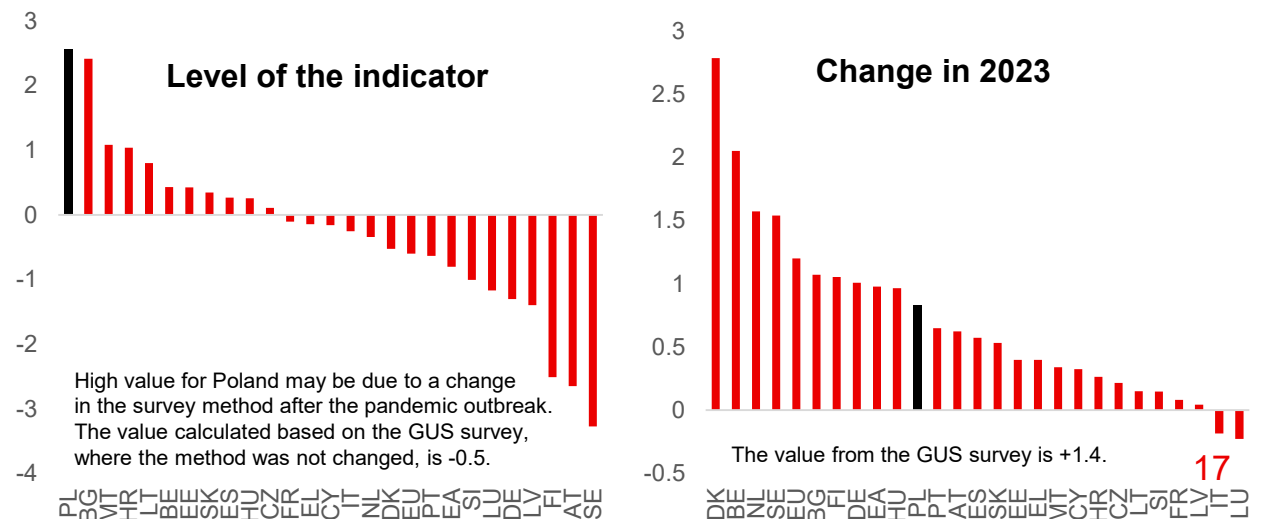 Level of the indicator
3
2
1
0
-1
-2
-3
-4
High value for Poland may be due to a change
in the survey method after the pandemic outbreak.
The value calculated based on the GUS survey,
where the method was not changed, is -0.5.
PL BG MT HR LT BE EE SK ES HU CZ FR EL CY IT NL DK EU PT EA SI LU DE LV FI AT SE
Change in 2023
3
2.5
2
1.5
1
0.5
0
-0.5
The value from the GUS survey is +1.4.
17
DK BE NL SE EU BG FI DE EA HU PL PT AT ES SK EE EL MT CY HR CZ LT SI FR LV IT LU